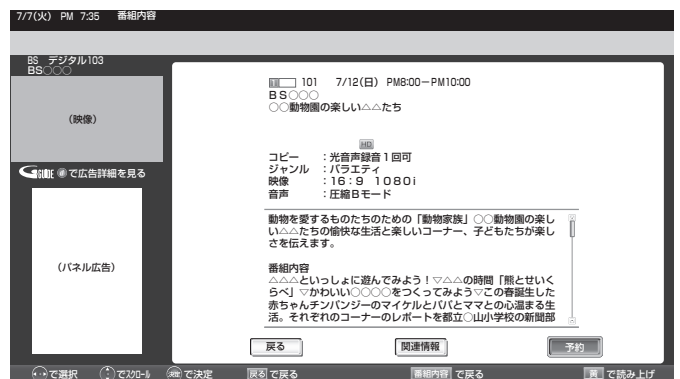 7/7(火) PM 7:35 番組内容
BS デジタル103
BS○○○
(映像)
GGUIDE で広告詳細を見る
(パネル広告)
101 7/12(日) PM8:00−PM10:00
BS○○○
○○動物園の楽しい△△たち
HD
コピー :光音声録音1回可
ジャンル :バラエティ
映像 :16:9 1080i
音声 :圧縮Bモード
動物を愛するものたちのための「動物家族」○○動物園の楽し
い△△たちの愉快な生活と楽しいコーナー、子どもたちが楽し
さを伝えます。
番組内容
△△△といっしょに遊んでみよう!▽△△の時間「熊とせいく
らべ」▽かわいい○○○○をつくってみよう▽この春誕生した
赤ちゃんチンパンジーのマイケルとパパとママとの心温まる生
活。それぞれのコーナーのレポートを都立○山小学校の新聞部
戻る 関連情報 予約
で選択 でスクロール 決定 で決定 戻る で戻る 番組内容 で戻る 黄 で読み上げ